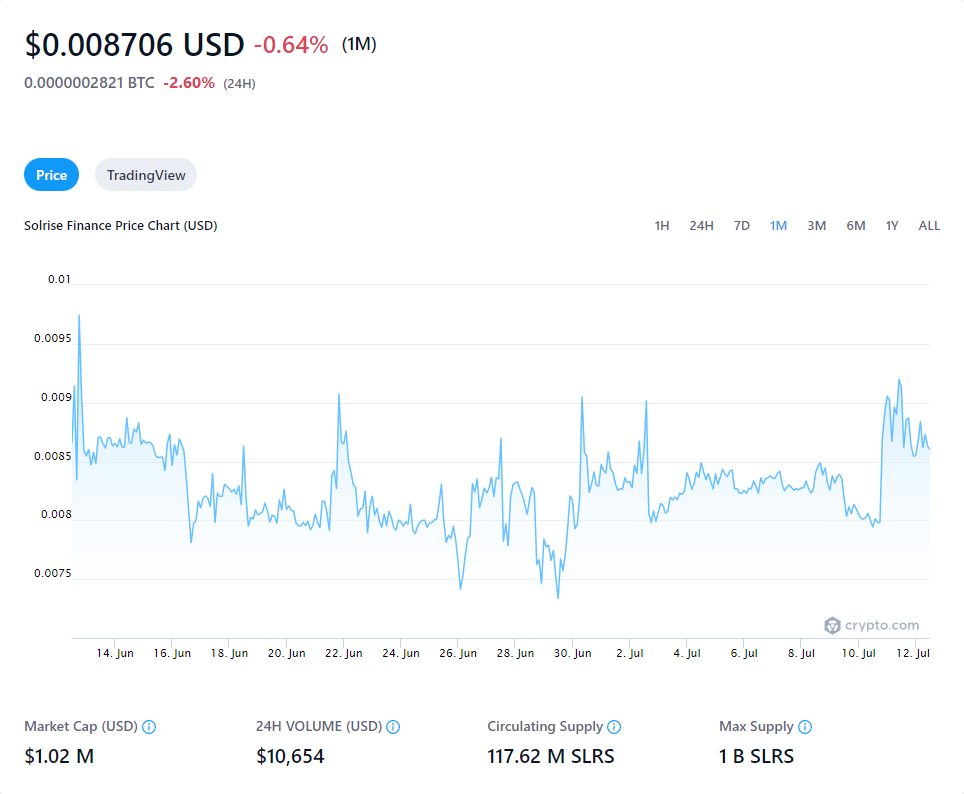 $0.008706 USD -0.64% (1M)
0.0000002821 BTC -2.60% (24H)
Price TradingView
Solrise Finance Price Chart (USD) 1H 24H 7D 1M 3M 6M 1Y ALL
0.01
0.0095
0.009
0.0085
0.008
0.0075
crypto.com
14. Jun 16. Jun 18. Jun 20. Jun 22. Jun 24. Jun 26. Jun 28. Jun 30. Jun 2. Jul 4. Jul 6. Jul 8. Jul 10. Jul 12. Jul
Market Cap (USD) 24H VOLUME (USD) Circulating Supply Max Supply
$1.02 M $10,654 117.62 M SLRS 1 B SLRS